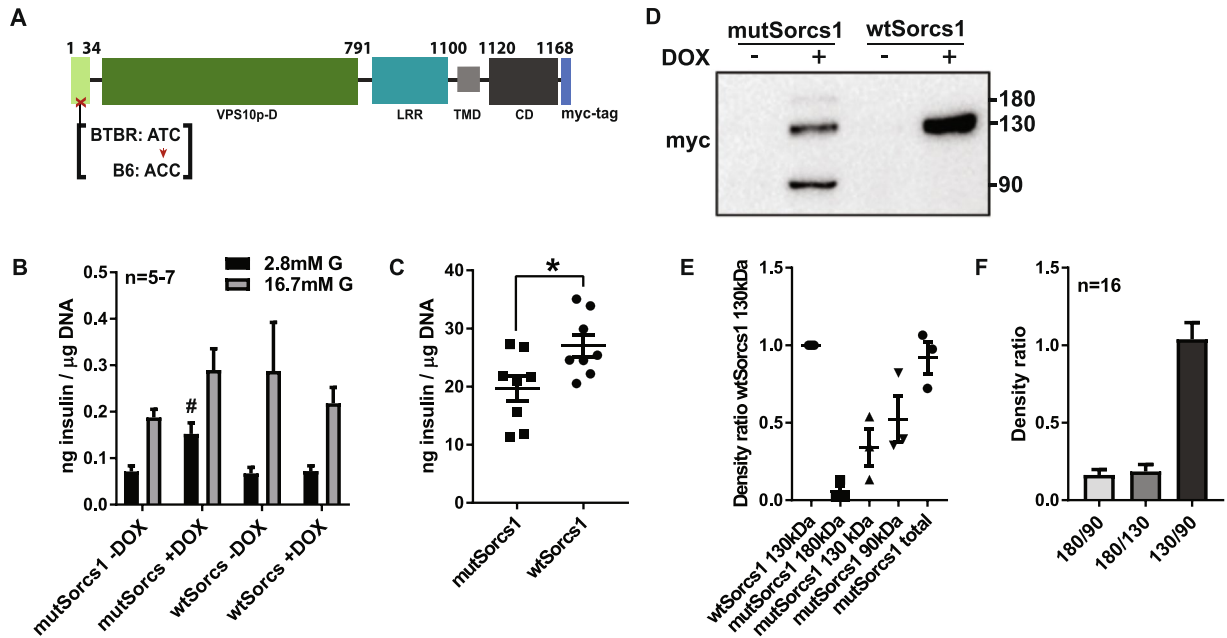 A
1 34 791 1100 1120 1168
VPS10p-D LRR TMD CD myc-tag
BTBR: ATC
B6: ACC
B
n=5-7
2.8mM G
16.7mM G
ng insulin / μg DNA
0.5
0.4
0.3
0.2
0.1
0.0
#
mutSorcs1 -DOX
mutSorcs +DOX
wtSorcs -DOX
wtSorcs +DOX
C
ng insulin / μg DNA
40
30
20
10
0
*
mutSorcs1
wtSorcs1
D
mutSorcs1 wtSorcs1
DOX - + - +
myc
-180
-130
-90
E
Density ratio wtSorcs1 130kDa
1.5
1.0
0.5
0.0
wtSorcs1 130kDa
mutSorcs1 180kDa
mutSorcs1 130 kDa
mutSorcs1 90kDa
mutSorcs1 total
F
n=16
Density ratio
1.5
1.0
0.5
0.0
180/90
180/130
130/90